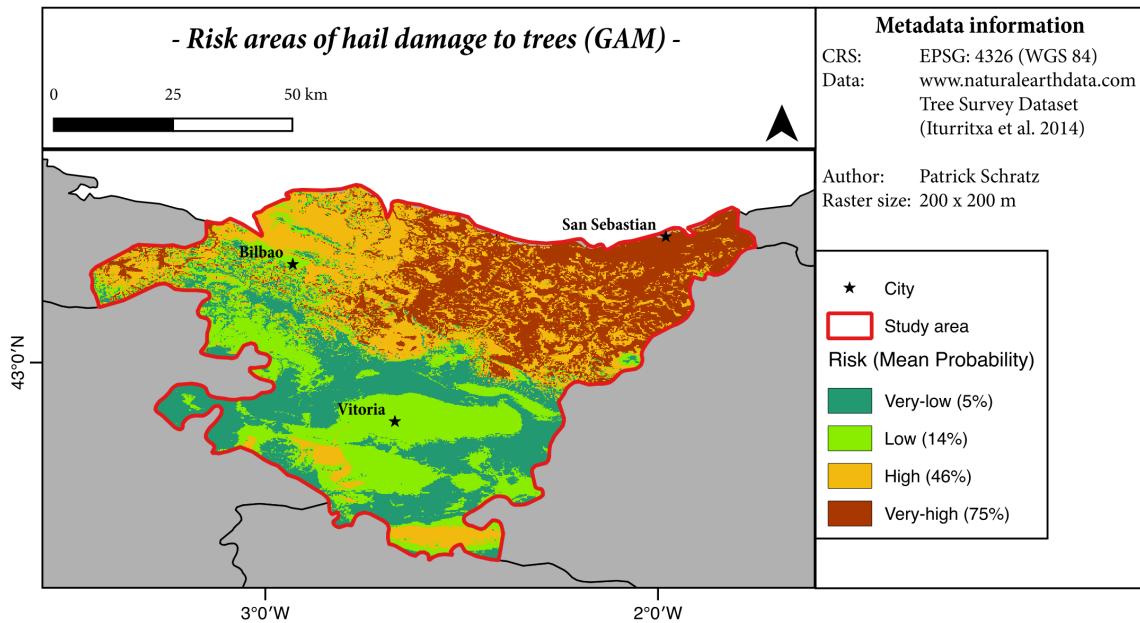 - Risk areas of hail damage to trees (GAM) -
0 25 50 km
Metadata information
CRS: EPSG: 4326 (WGS 84)
Data: www.naturalearthdata.com
Tree Survey Dataset
(Iturritxa et al. 2014)
Author: Patrick Schratz
Raster size: 200 x 200 m
San Sebastian
Bilbao
Vitoria
43°0'N
3°0'W 2°0'W
City
Study area
Risk (Mean Probability)
Very-low (5%)
Low (14%)
High (46%)
Very-high (75%)